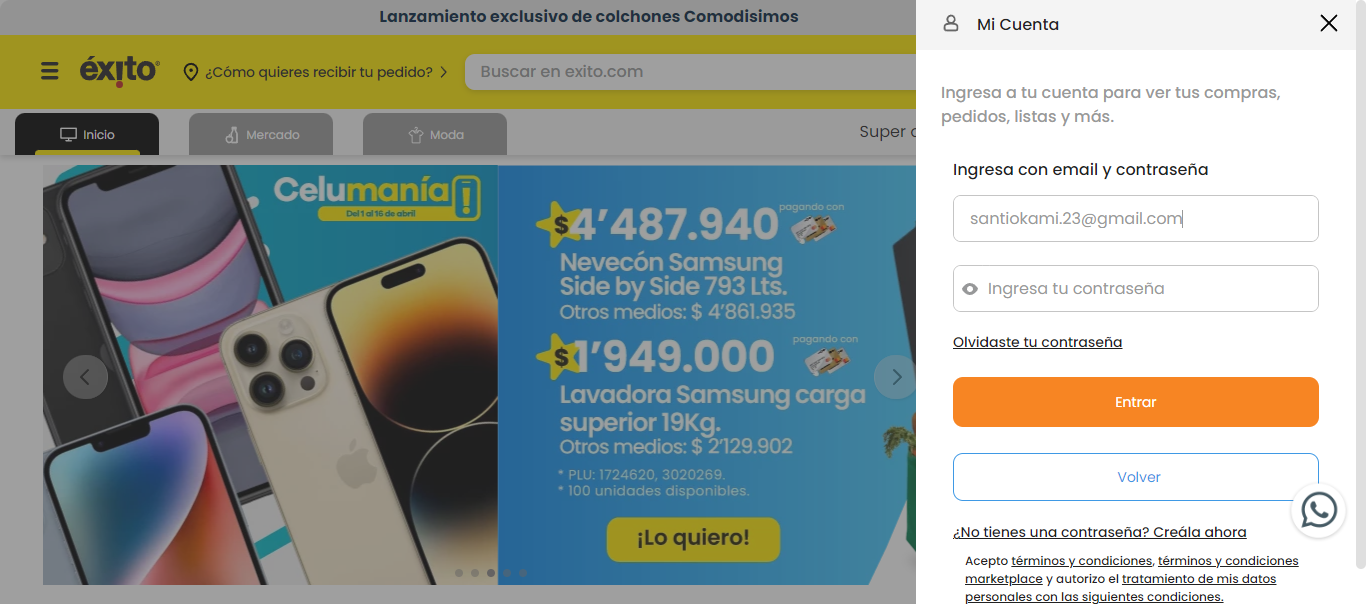 Lanzamiento exclusivo de colchones Comodisimos
éxito
¿Cómo quieres recibir tu pedido?
Buscar en exito.com
Inicio
Mercado
Moda
Super
Celumanía
Del 1 al 16 de abril
$4’487.940
pagando con
Nevecón Samsung
Side by Side 793 Lts.
Otros medios: $ 4’861.935
$1’949.000
pagando con
Lavadora Samsung carga
superior 19Kg.
Otros medios: $ 2’129.902
* PLU: 1724620, 3020269.
* 100 unidades disponibles.
¡Lo quiero!
Mi Cuenta
Ingresa a tu cuenta para ver tus compras,
pedidos, listas y más.
Ingresa con email y contraseña
santiokami.23@gmail.com
Ingresa tu contraseña
Olvidaste tu contraseña
Entrar
Volver
¿No tienes una contraseña? Creála ahora
Acepto términos y condiciones, términos y condiciones
marketplace y autorizo el tratamiento de mis datos
personales con las siguientes condiciones.